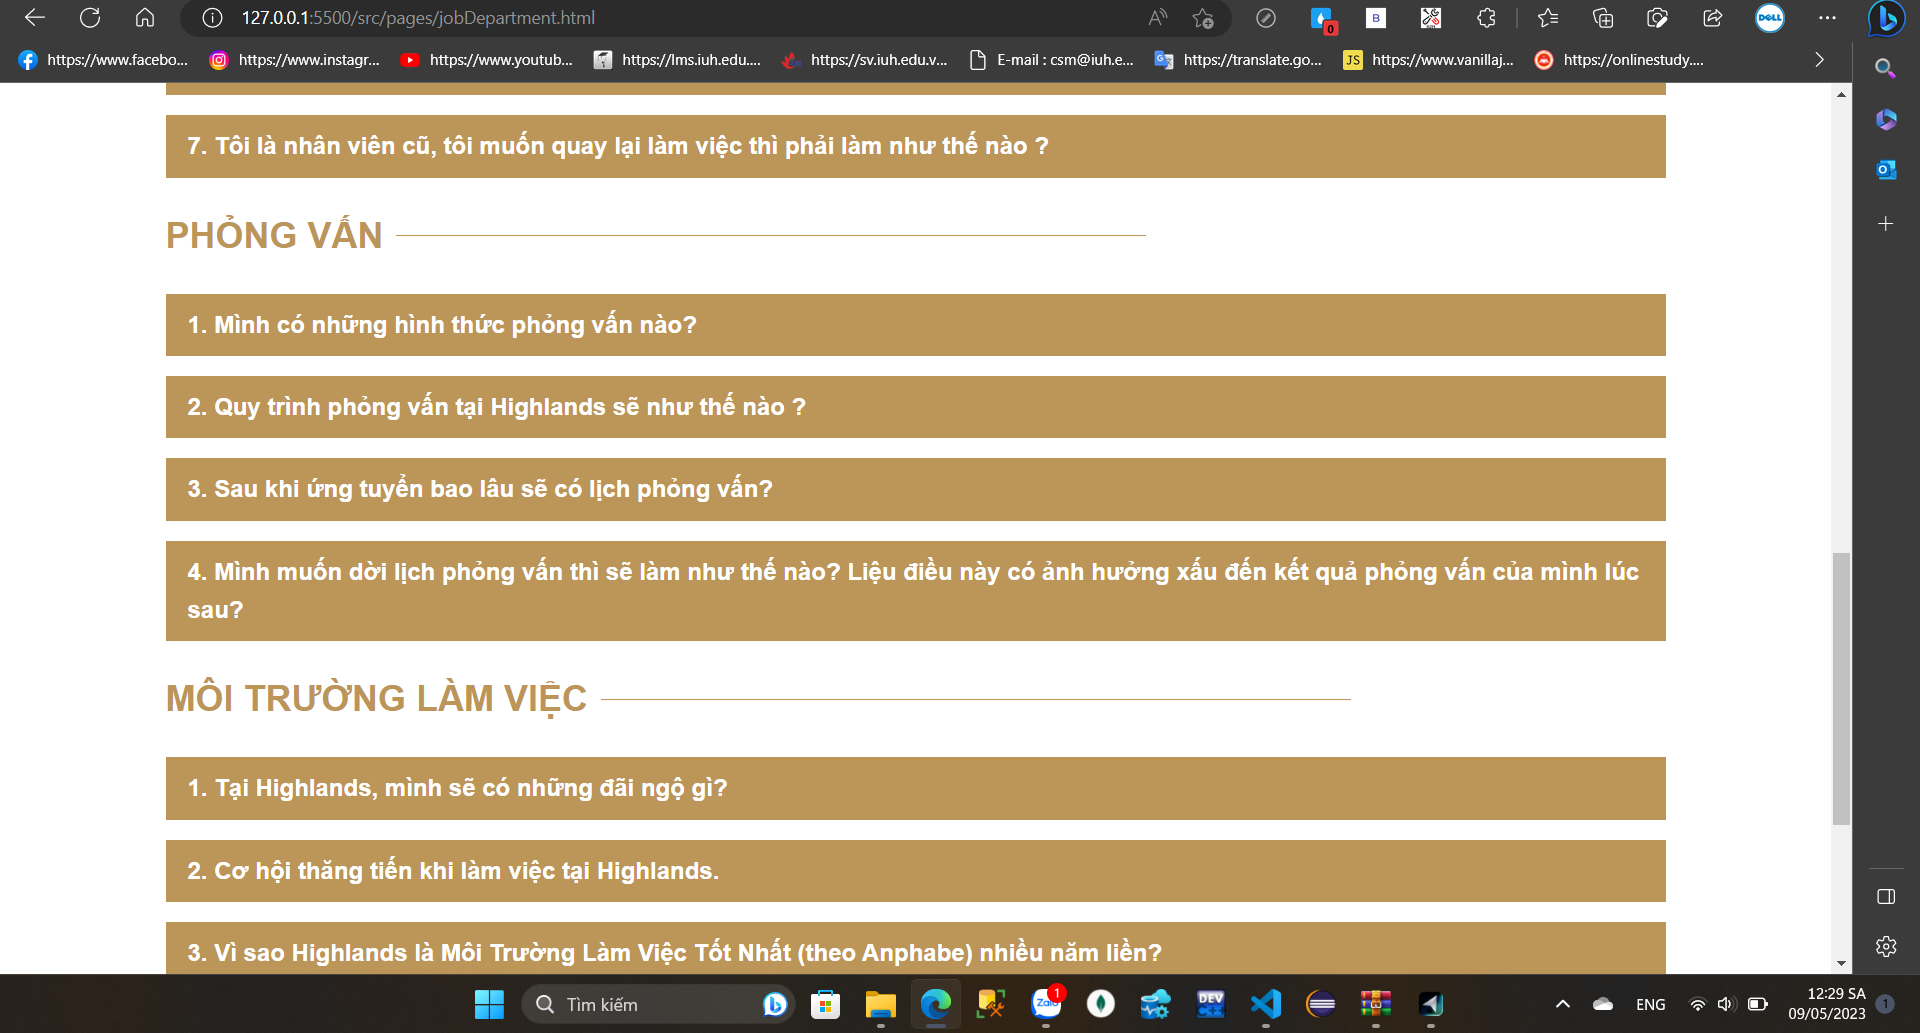 127.0.0.1:5500/src/pages/jobDepartment.html
0
B
DELL
https://www.facebo...
https://www.instagr...
https://www.youtub...
https://lms.iuh.edu....
https://sv.iuh.edu.v...
E-mail : csm@iuh.e...
https://translate.go...
JS
https://www.vanillaj...
https://onlinestudy....
7. Tôi là nhân viên cũ, tôi muốn quay lại làm việc thì phải làm như thế nào ?
PHỎNG VẤN
1. Mình có những hình thức phỏng vấn nào?
2. Quy trình phỏng vấn tại Highlands sẽ như thế nào ?
3. Sau khi ứng tuyển bao lâu sẽ có lịch phỏng vấn?
4. Mình muốn dời lịch phỏng vấn thì sẽ làm như thế nào? Liệu điều này có ảnh hưởng xấu đến kết quả phỏng vấn của mình lúc
sau?
MÔI TRƯỜNG LÀM VIỆC
1. Tại Highlands, mình sẽ có những đãi ngộ gì?
2. Cơ hội thăng tiến khi làm việc tại Highlands.
3. Vì sao Highlands là Môi Trường Làm Việc Tốt Nhất (theo Anphabe) nhiều năm liền?
Tìm kiếm
Zalo
1
DEV
C++
ENG
12:29 SA
09/05/2023
1